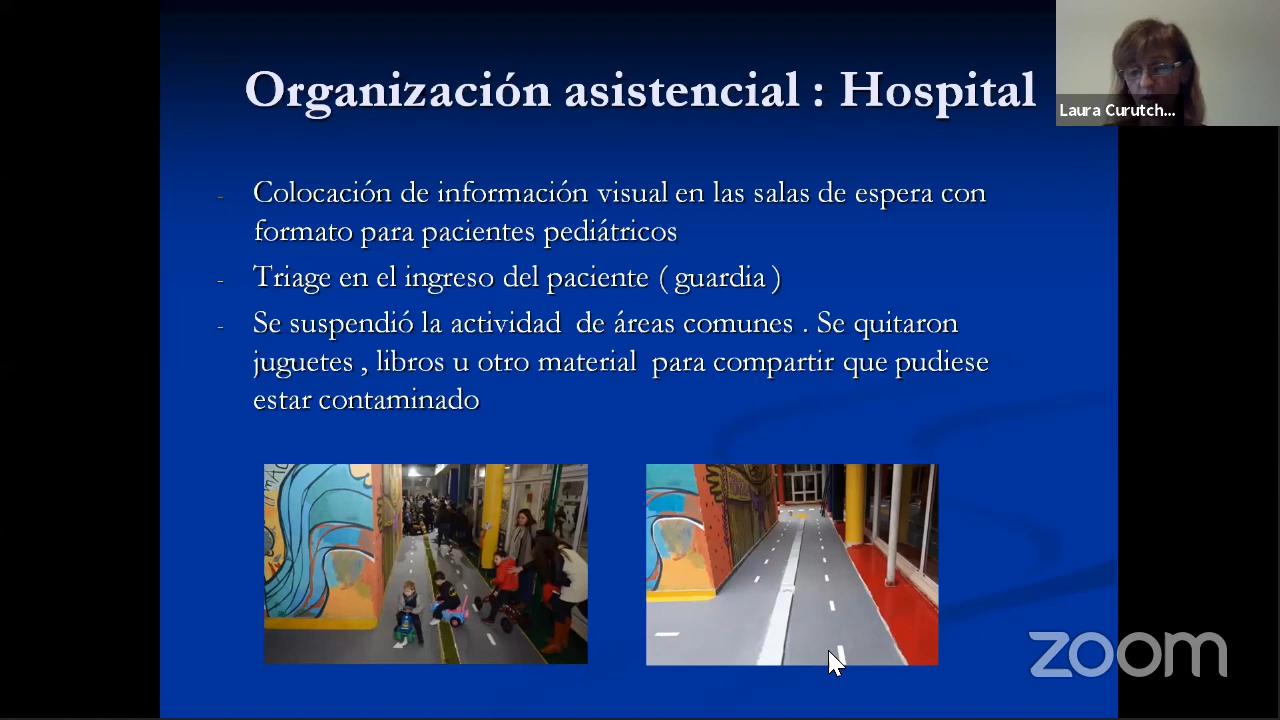 Organización asistencial : Hospital
Laura Curutch...
- Colocación de información visual en las salas de espera con
formato para pacientes pediátricos
- Triage en el ingreso del paciente ( guardia )
- Se suspendió la actividad de áreas comunes . Se quitaron
juguetes , libros u otro material para compartir que pudiese
estar contaminado
zoom